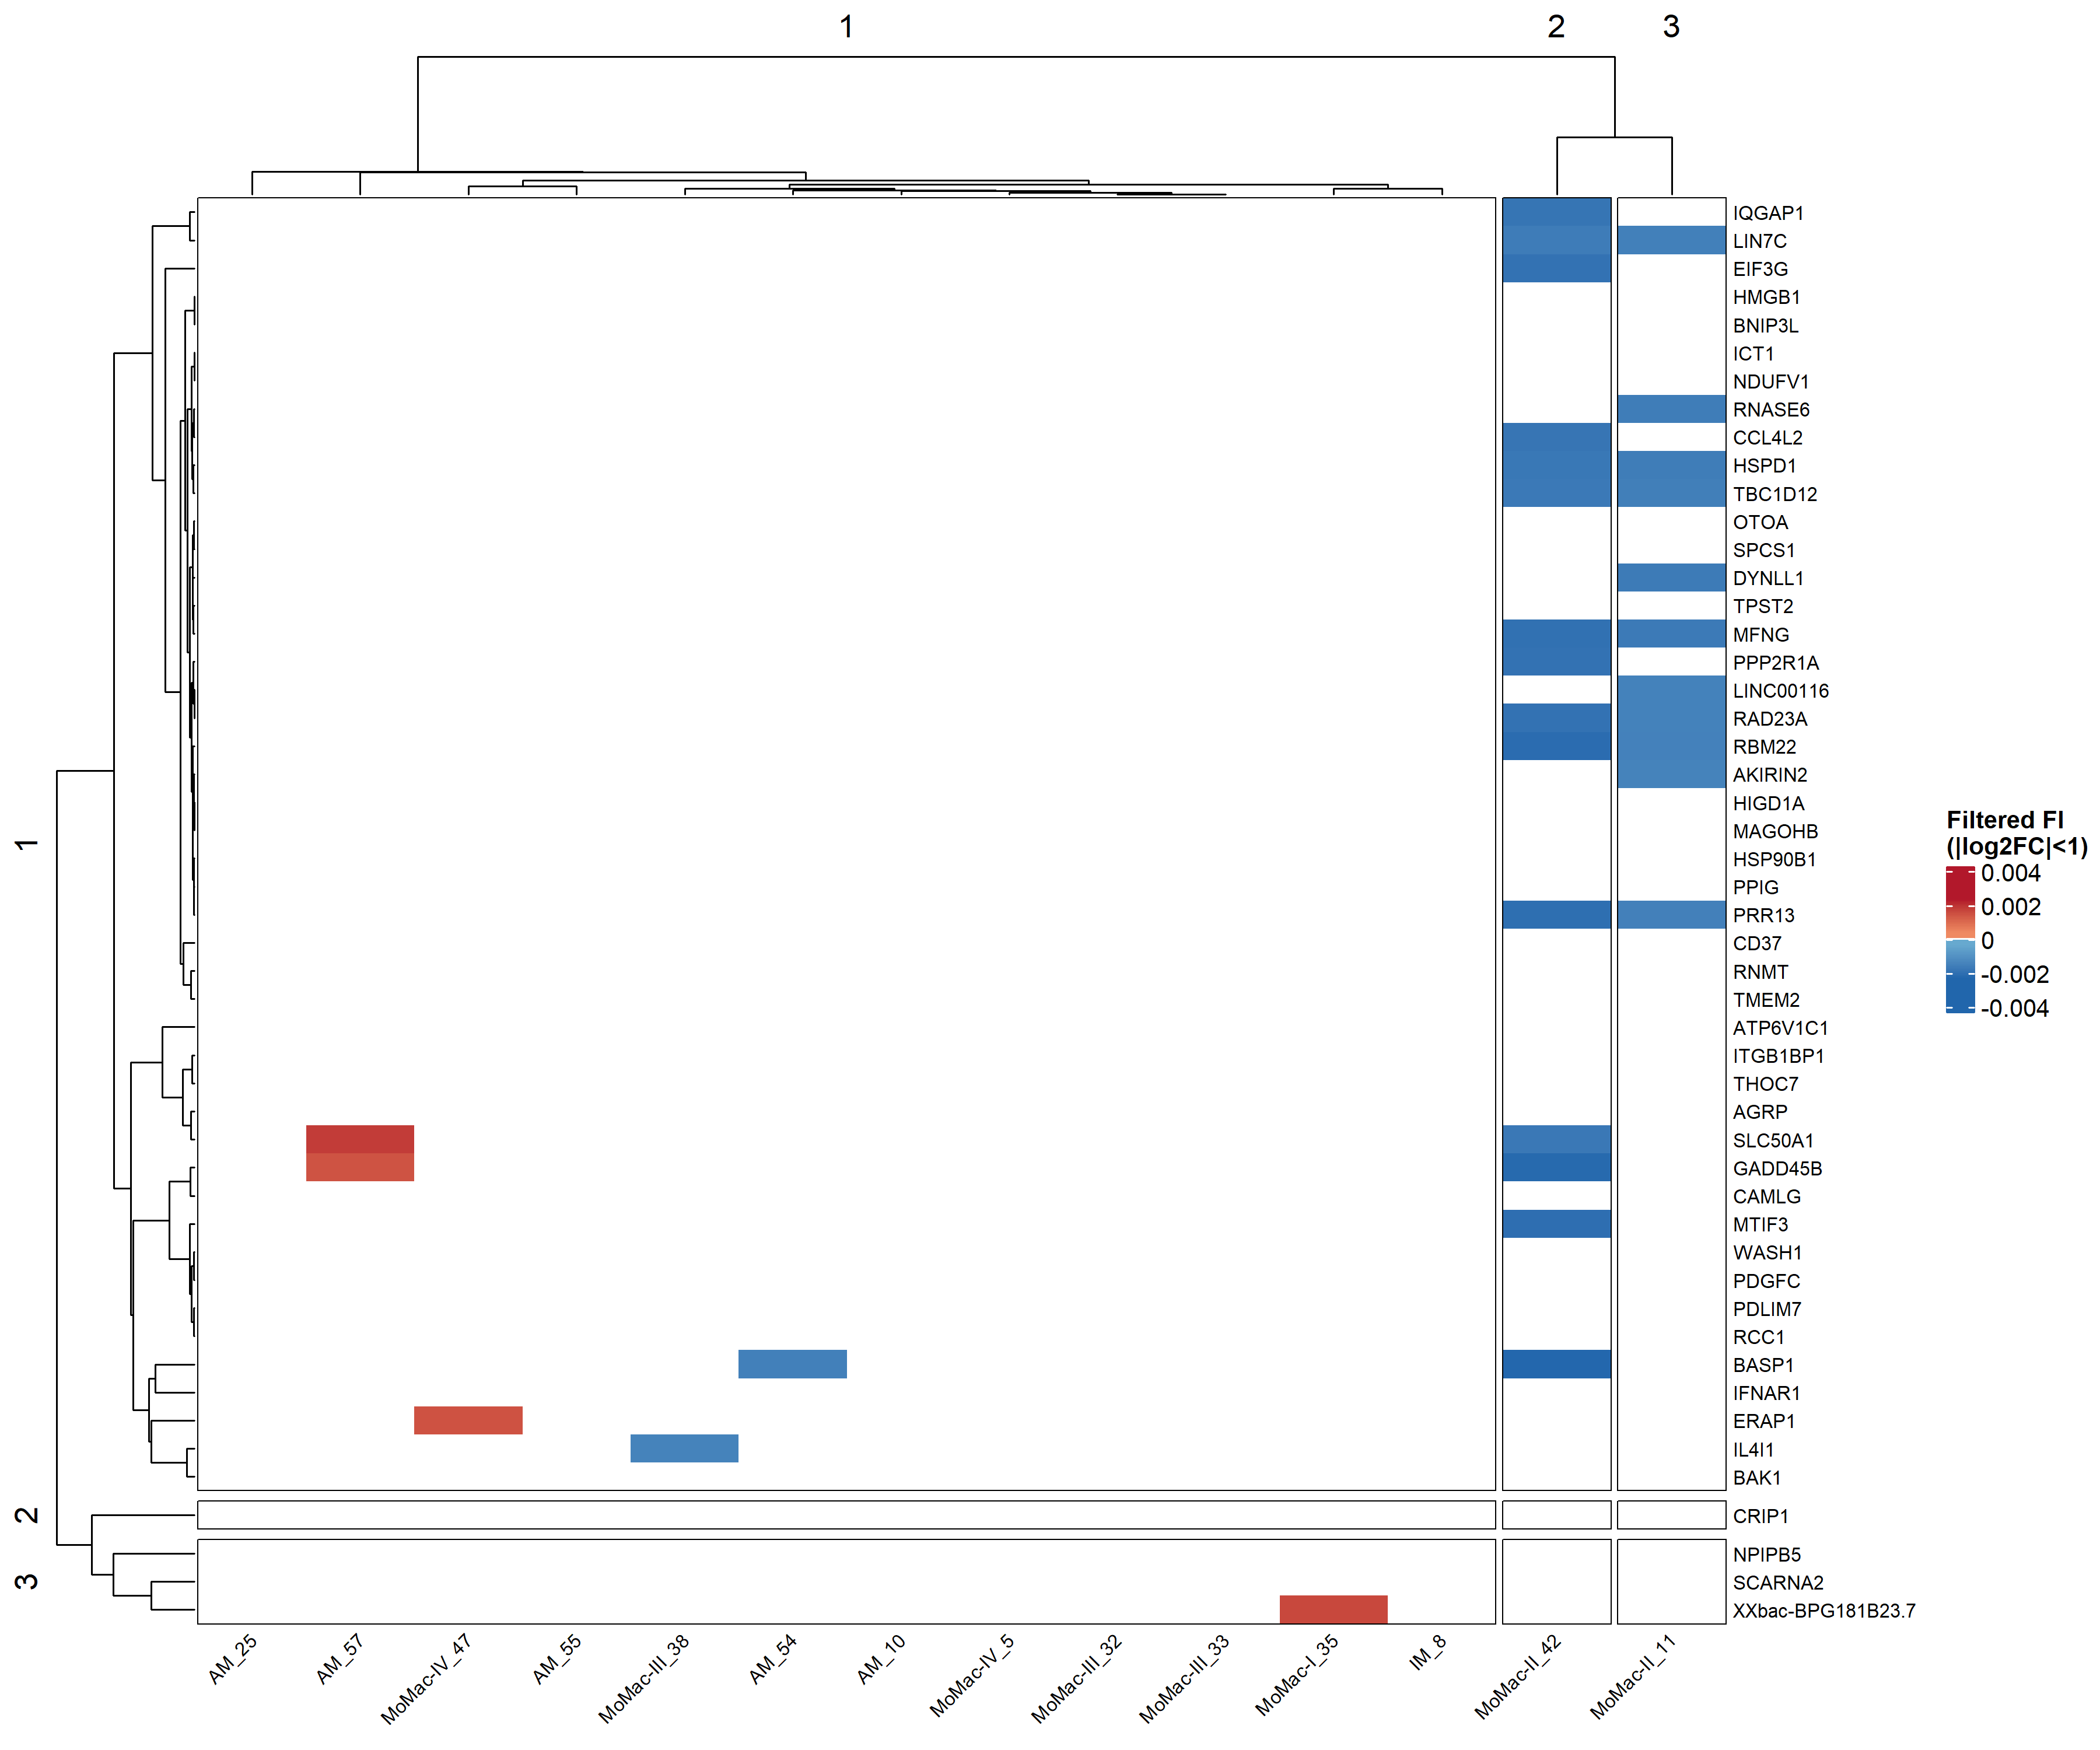 1
2
3
IQGAP1
LIN7C
EIF3G
HMGB1
BNIP3L
ICT1
NDUFV1
RNASE6
CCL4L2
HSPD1
TBC1D12
OTOA
SPCS1
DYNLL1
TPST2
MFNG
PPP2R1A
LINC00116
RAD23A
RBM22
AKIRIN2
HIGD1A
MAGOHB
HSP90B1
PPIG
PRR13
CD37
RNMT
TMEM2
ATP6V1C1
ITGB1BP1
THOC7
AGRP
SLC50A1
GADD45B
CAMLG
MTIF3
WASH1
PDGFC
PDLIM7
RCC1
BASP1
IFNAR1
ERAP1
IL4I1
BAK1
CRIP1
NPIPB5
SCARNA2
XXbac-BPG181B23.7
1
2
3
Filtered FI
(|log2FC|<1)
0.004
0.002
0
-0.002
-0.004
AM_25
AM_57
MoMac-IV_47
AM_55
MoMac-III_38
AM_54
AM_10
MoMac-IV_5
MoMac-III_32
MoMac-III_33
MoMac-I_35
IM_8
MoMac-II_42
MoMac-II_11